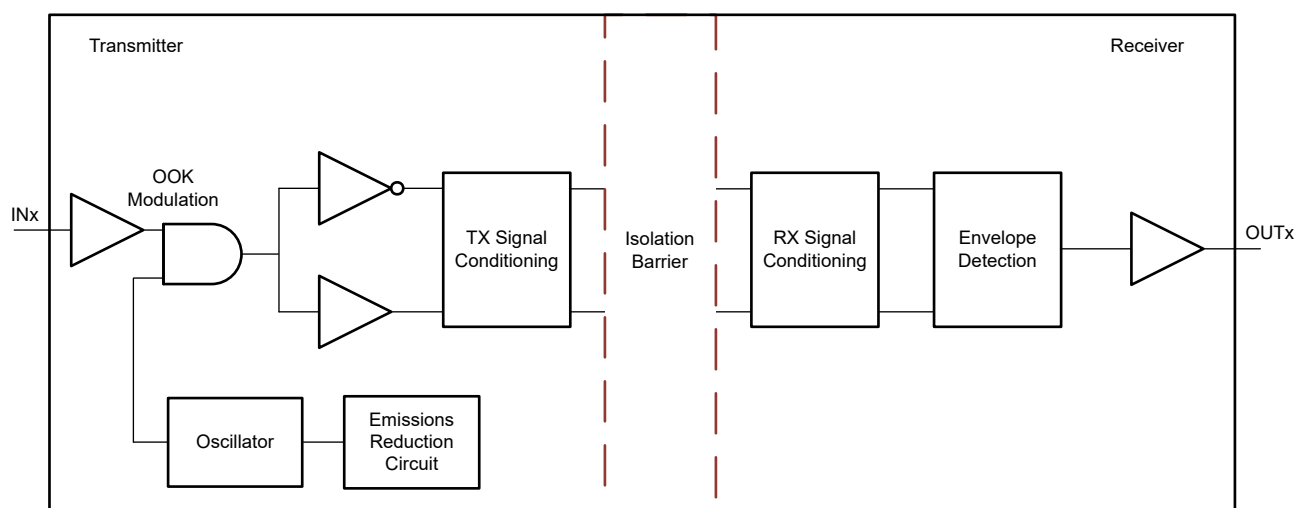 Transmitter
Receiver
OOK
Modulation
INx
TX Signal
Conditioning
Isolation
Barrier
RX Signal
Conditioning
Envelope
Detection
OUTx
Oscillator
Emissions
Reduction
Circuit